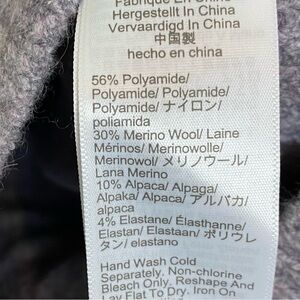 Fabriqué En Chine
Hergestellt In China
Vervaardigd In China
中国製
hecho en china
56% Polyamide/
Polyamide/ Polyamide/
Polyamide/ ナイロン/
poliamida
30% Merino Wool/ Laine
Mérinos/ Merinowolle/
Merinowol/ メリノウール/
Lana Merino
10% Alpaca/ Alpaga/
Alpaka/ Alpaca/ アルパカ/
alpaca
4% Elastane/ Élasthanne/
Elastan/ Elastaan/ ポリウレ
タン/ elastano
Hand Wash Cold
Separately, Non-chlorine
Bleach Only, Reshape And
Lay Flat To Dry, Iron On